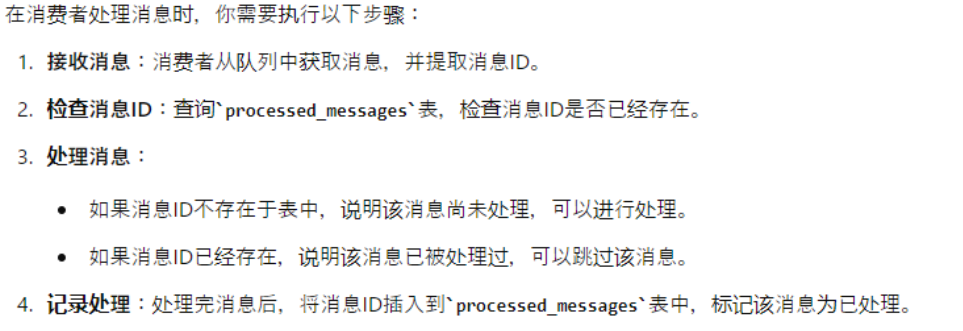 在消费者处理消息时，你需要执行以下步骤：
1. 接收消息：消费者从队列中获取消息，并提取消息ID。
2. 检查消息ID：查询`processed_messages`表，检查消息ID是否已经存在。
3. 处理消息：
• 如果消息ID不存在于表中，说明该消息尚未处理，可以进行处理。
• 如果消息ID已经存在，说明该消息已被处理过，可以跳过该消息。
4. 记录处理：处理完消息后，将消息ID插入到`processed_messages`表中，标记该消息为已处理。